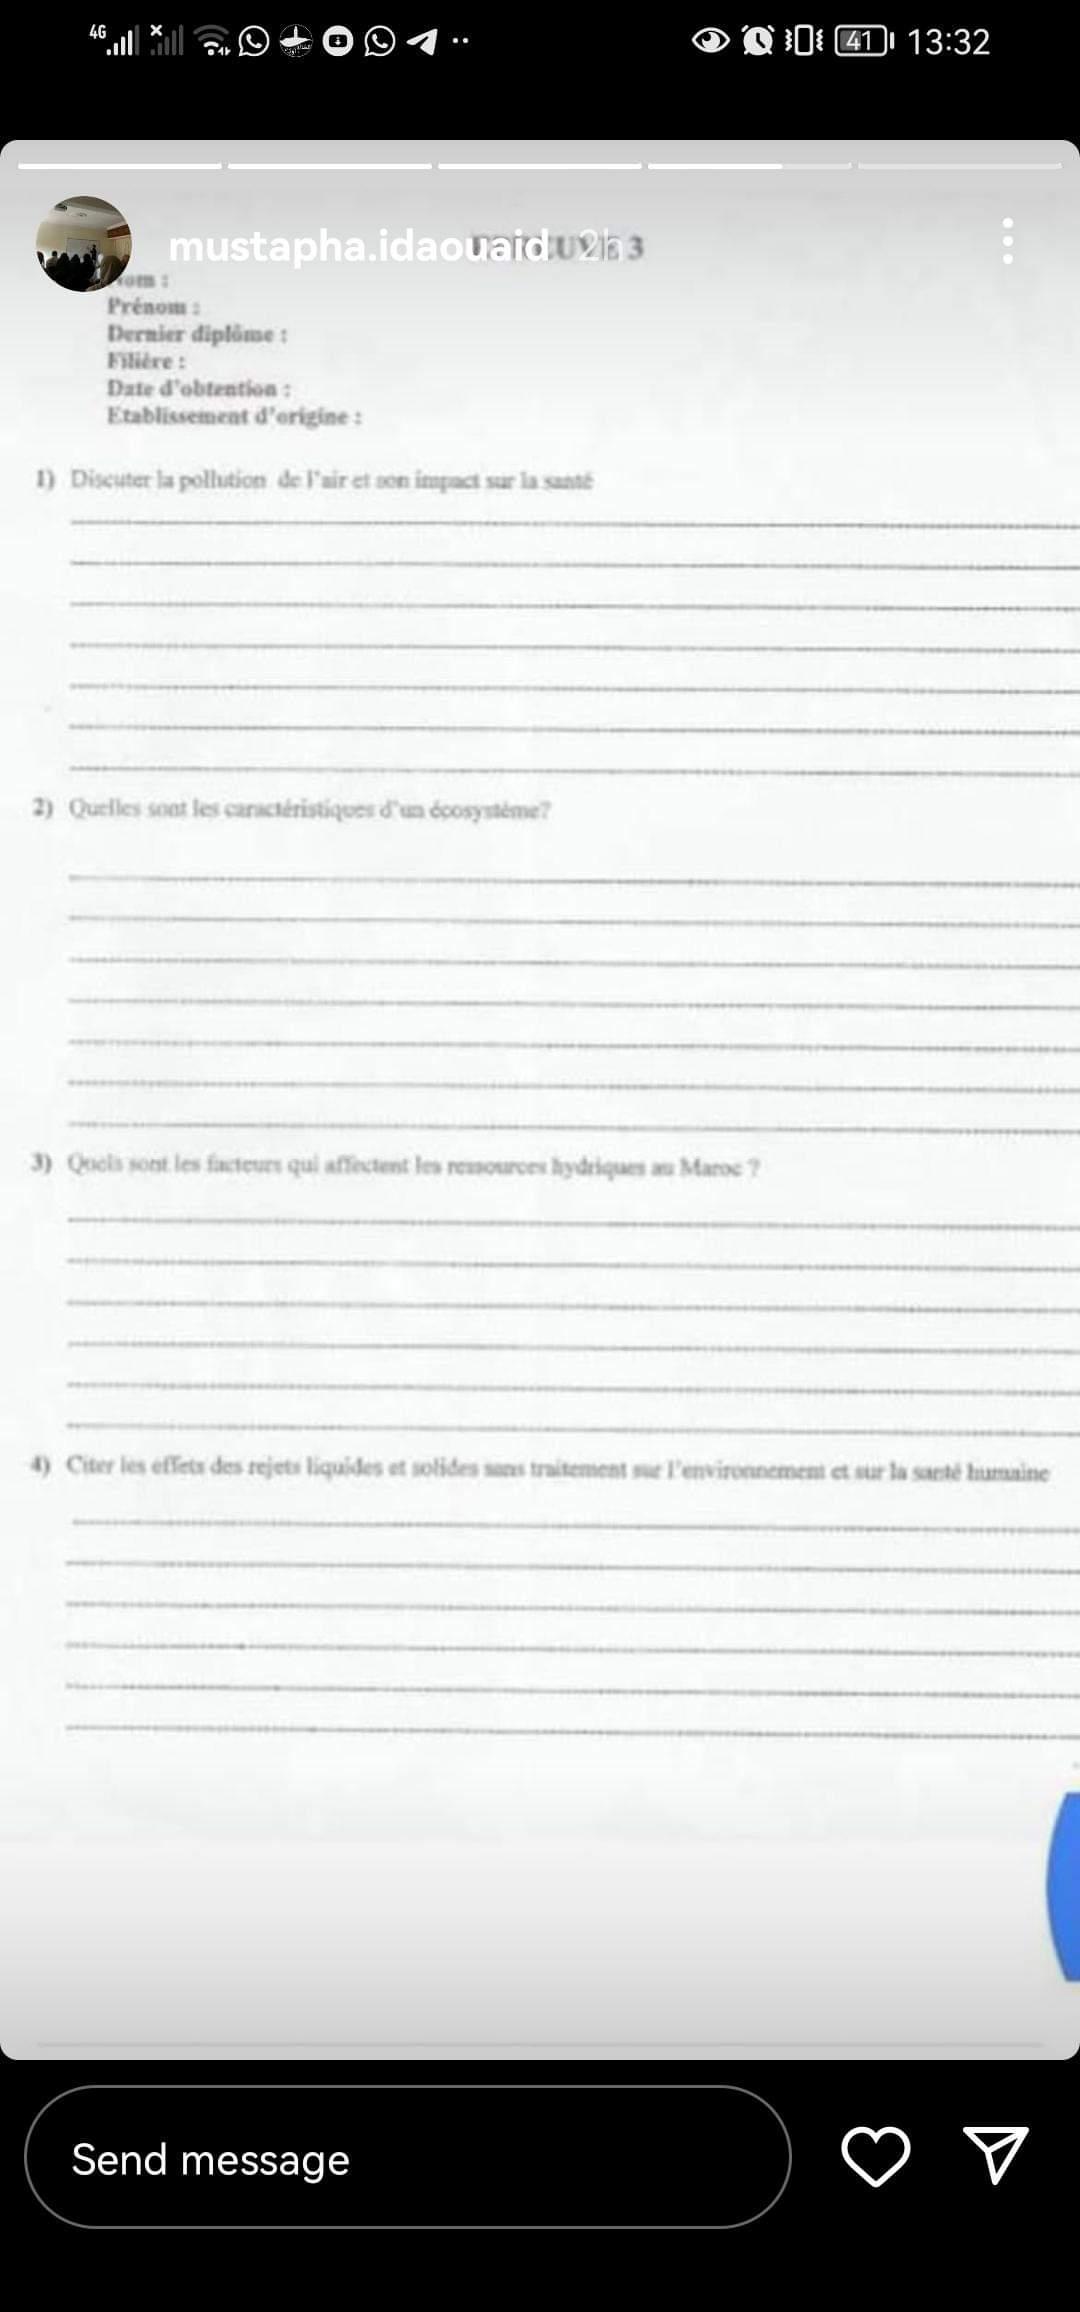 4G 41 13:32
mustapha.idaouaid 2h
3
Prénom :
Dernier diplôme :
Filière :
Date d'obtention :
Etablissement d'origine :
1) Discuter la pollution de l'air et son impact sur la santé
2) Quelles sont les caractéristiques d'un écosystème?
3) Quels sont les facteurs qui affectent les ressources hydriques au Maroc ?
4) Citer les effets des rejets liquides et solides sans traitement sur l'environnement et sur la santé humaine
Send message